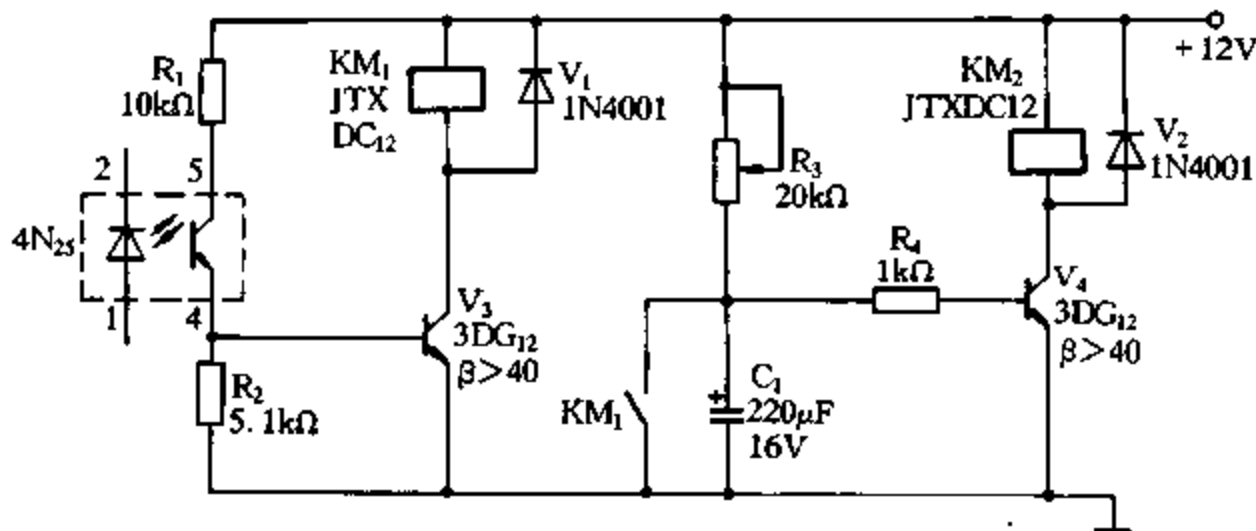 R₁
10kΩ
2
5
4N₂₅
1
4
R₂
5.1kΩ
KM₁
JTX
DC₁₂
V₁
1N4001
V₃
3DG₁₂
β>40
KM₁
R₃
20kΩ
C₁
220μF
16V
R₄
1kΩ
KM₂
JTXDC12
V₂
1N4001
V₄
3DG₁₂
β>40
+12V